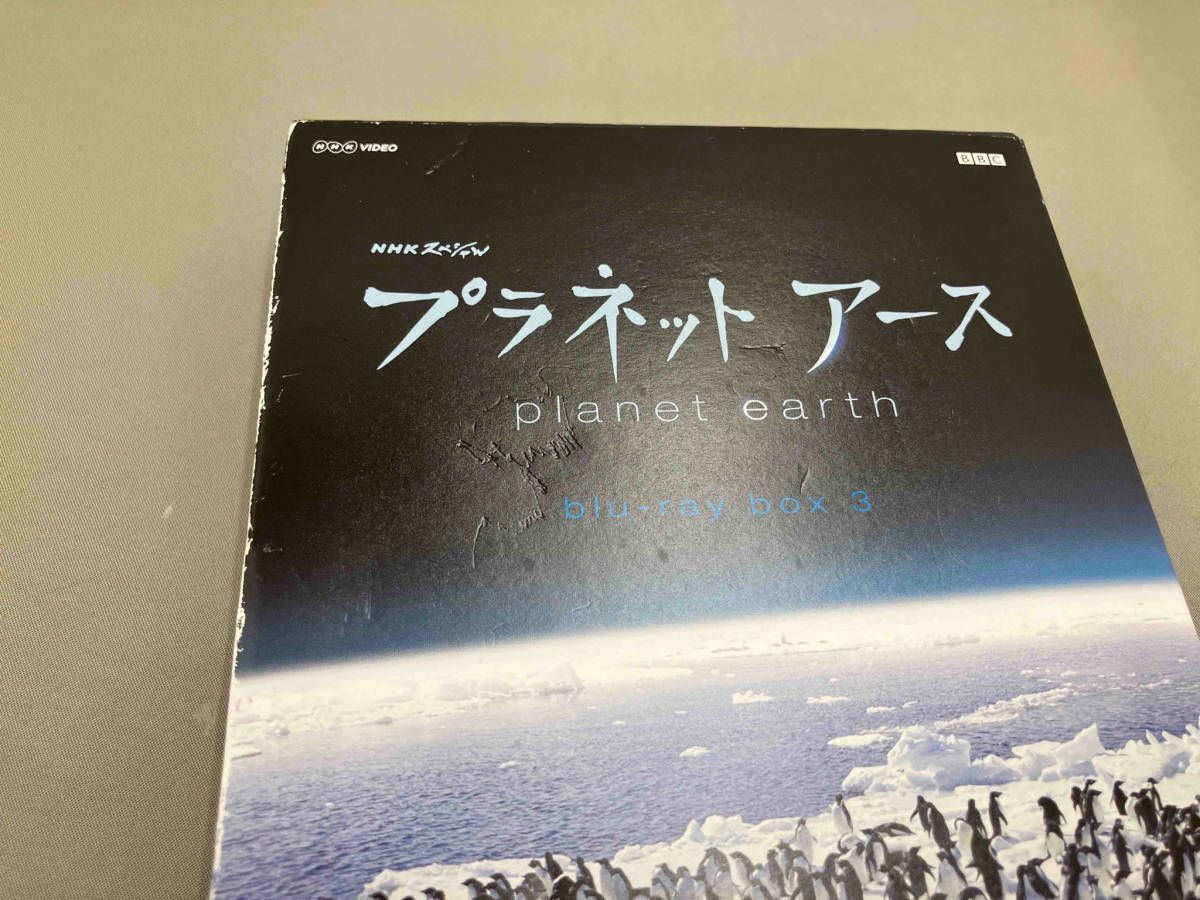 NHK VIDEO
BBC
NHKスペシャル
プラネットアース
planet earth
blu-ray box 3